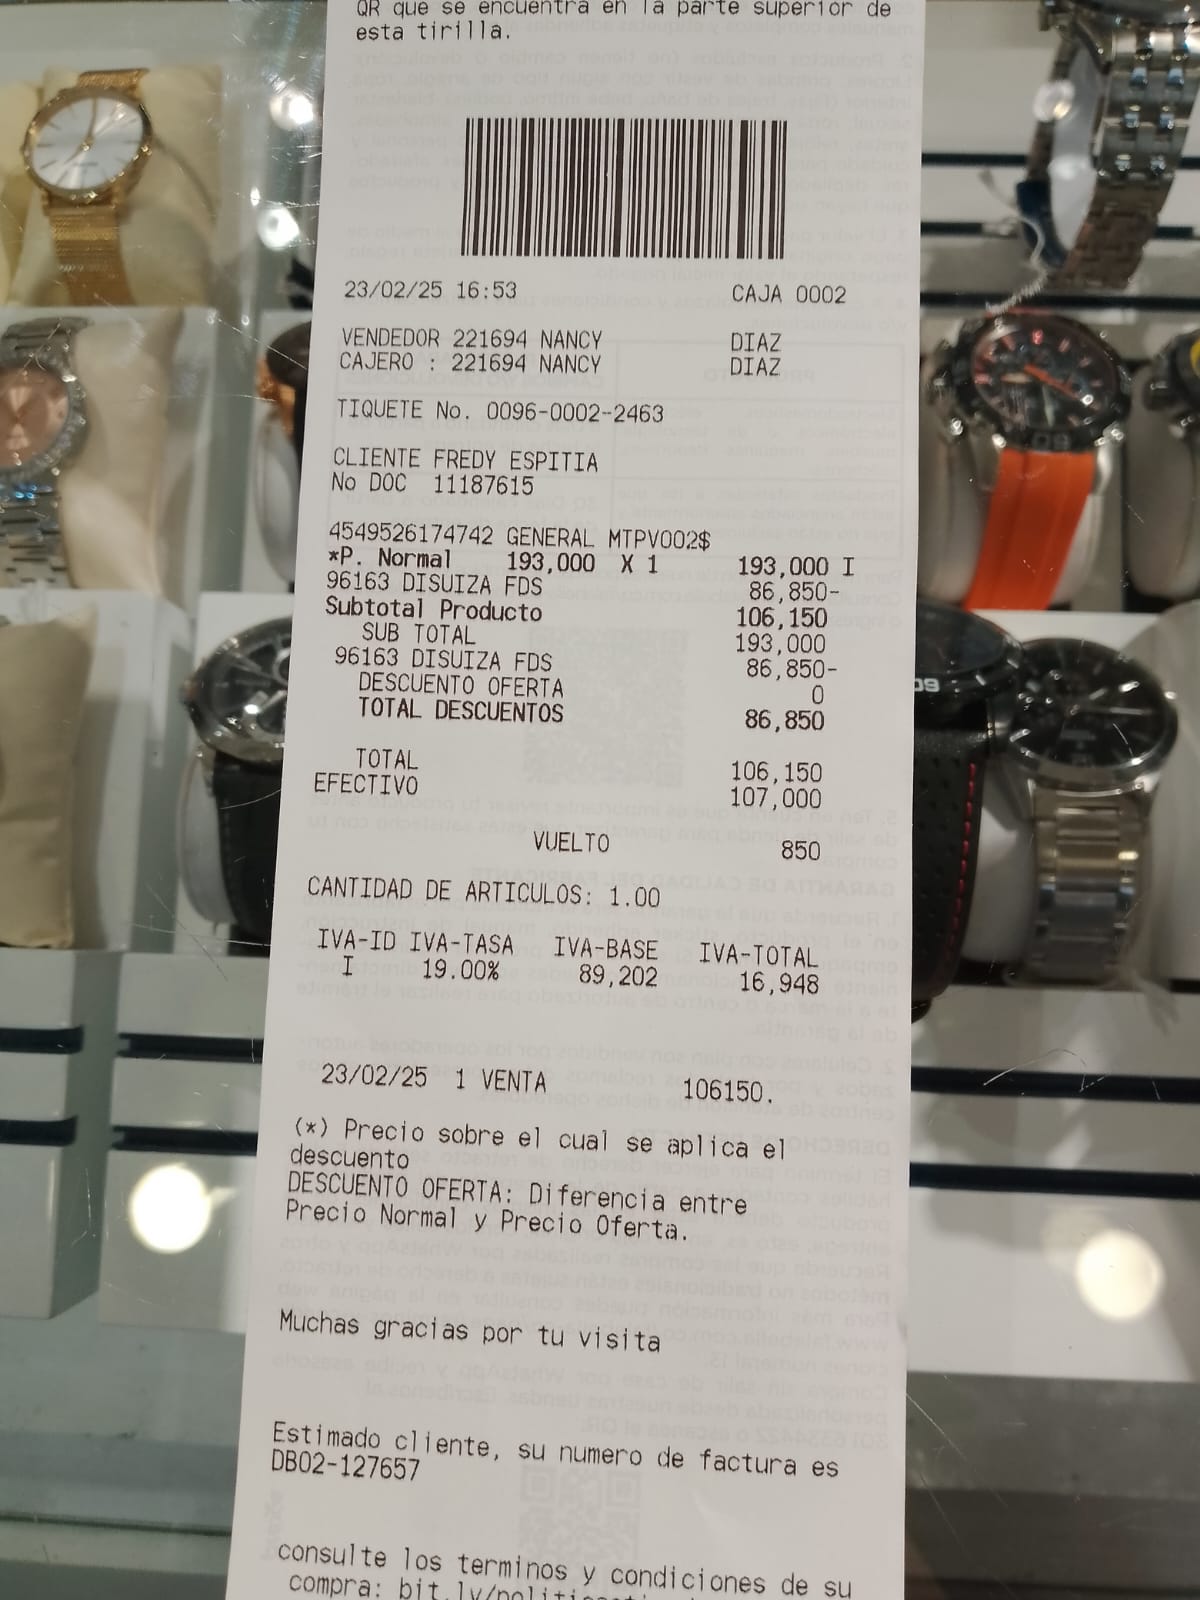 QR que se encuentra en la parte superior de
esta tirilla.
23/02/25 16:53 CAJA 0002
VENDEDOR 221694 NANCY DIAZ
CAJERO : 221694 NANCY DIAZ
TIQUETE No. 0096-0002-2463
CLIENTE FREDY ESPITIA
No DOC 11187615
4549526174742 GENERAL MTPV002$
*P. Normal 193,000 X 1 193,000 I
96163 DISUIZA FDS 86,850-
Subtotal Producto 106,150
SUB TOTAL 193,000
96163 DISUIZA FDS 86,850-
DESCUENTO OFERTA 0
TOTAL DESCUENTOS 86,850
TOTAL 106,150
EFECTIVO 107,000
VUELTO 850
CANTIDAD DE ARTICULOS: 1.00
IVA-ID IVA-TASA IVA-BASE IVA-TOTAL
I 19.00% 89,202 16,948
23/02/25 1 VENTA 106150.
(*) Precio sobre el cual se aplica el
descuento
DESCUENTO OFERTA: Diferencia entre
Precio Normal y Precio Oferta.
Muchas gracias por tu visita
Estimado cliente, su numero de factura es
DB02-127657
consulte los terminos y condiciones de su
compra: